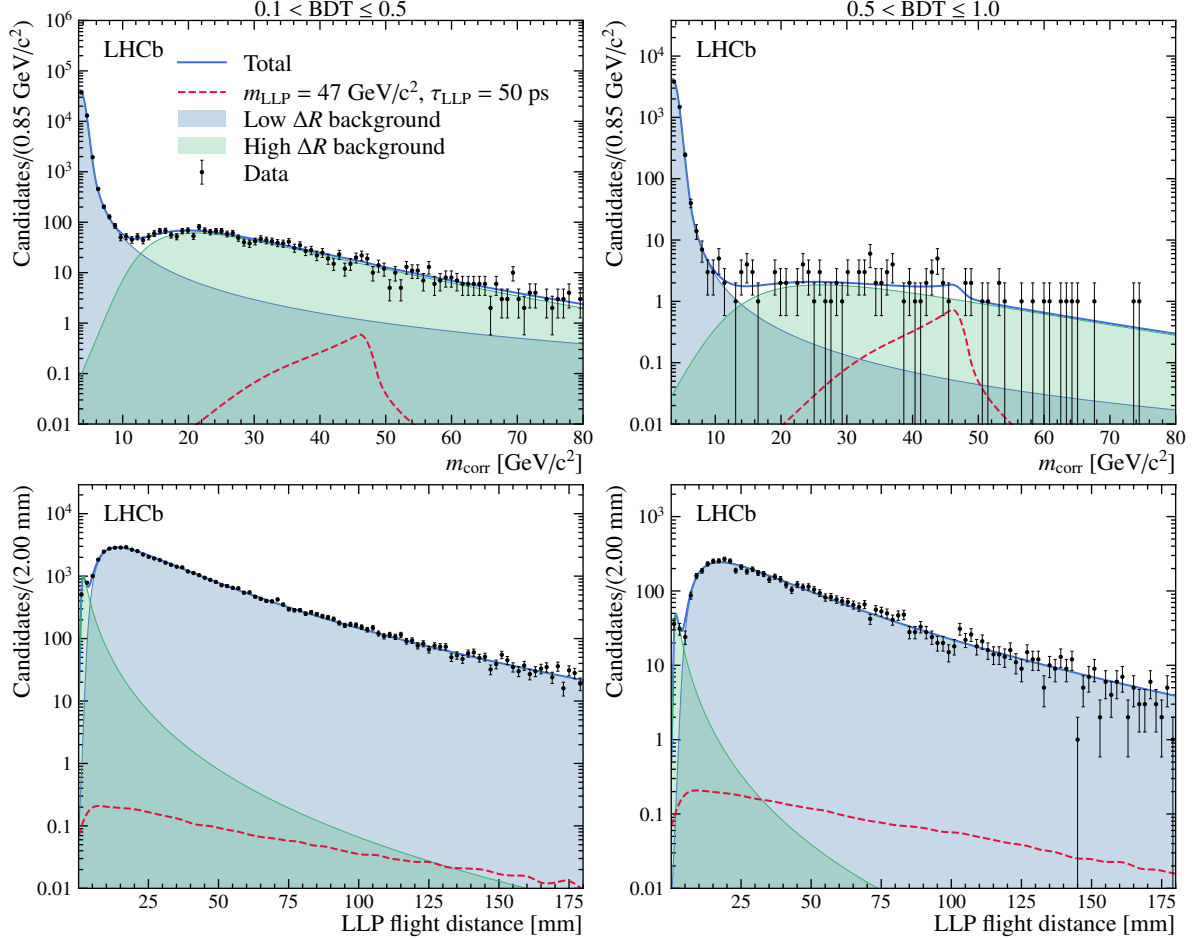 0.1 < BDT ≤ 0.5
0.5 < BDT ≤ 1.0
LHCb
Total
m_LLP = 47 GeV/c², τ_LLP = 50 ps
Low ΔR background
High ΔR background
Data
Candidates/(0.85 GeV/c²)
10⁶
10⁵
10⁴
10³
100
10
1
0.1
0.01
10 20 30 40 50 60 70 80
m_corr [GeV/c²]
LHCb
Candidates/(0.85 GeV/c²)
10³
100
10
1
0.1
0.01
10 20 30 40 50 60 70 80
m_corr [GeV/c²]
LHCb
Candidates/(2.00 mm)
10⁴
10³
100
10
1
0.1
0.01
25 50 75 100 125 150 175
LLP flight distance [mm]
LHCb
Candidates/(2.00 mm)
10³
100
10
1
0.1
0.01
25 50 75 100 125 150 175
LLP flight distance [mm]